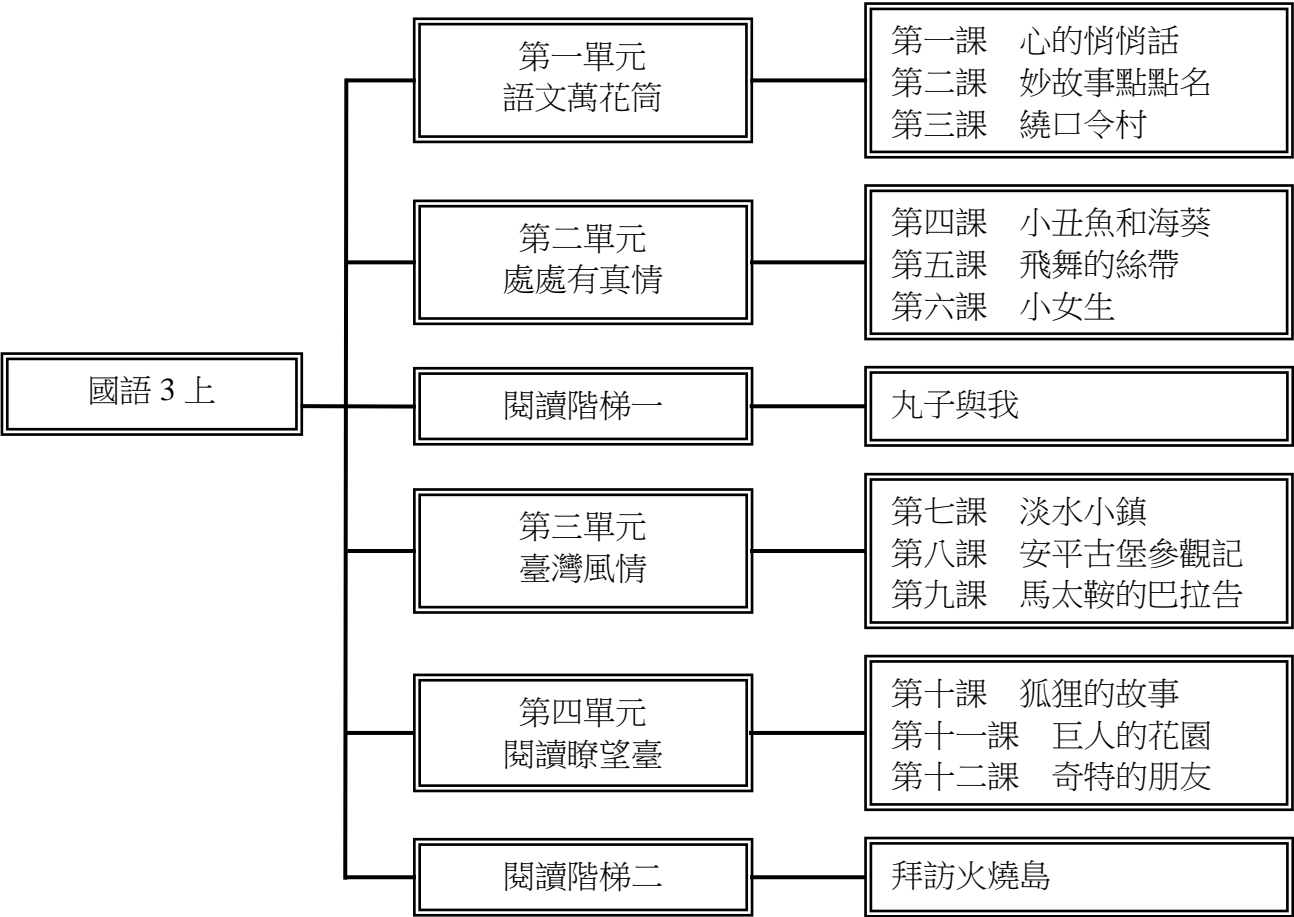 國語 3 上
第一單元
語文萬花筒
第一課　心的悄悄話
第二課　妙故事點點名
第三課　繞口令村
第二單元
處處有真情
第四課　小丑魚和海葵
第五課　飛舞的絲帶
第六課　小女生
閱讀階梯一
丸子與我
第三單元
臺灣風情
第七課　淡水小鎮
第八課　安平古堡參觀記
第九課　馬太鞍的巴拉告
第四單元
閱讀瞭望臺
第十課　狐狸的故事
第十一課　巨人的花園
第十二課　奇特的朋友
閱讀階梯二
拜訪火燒島